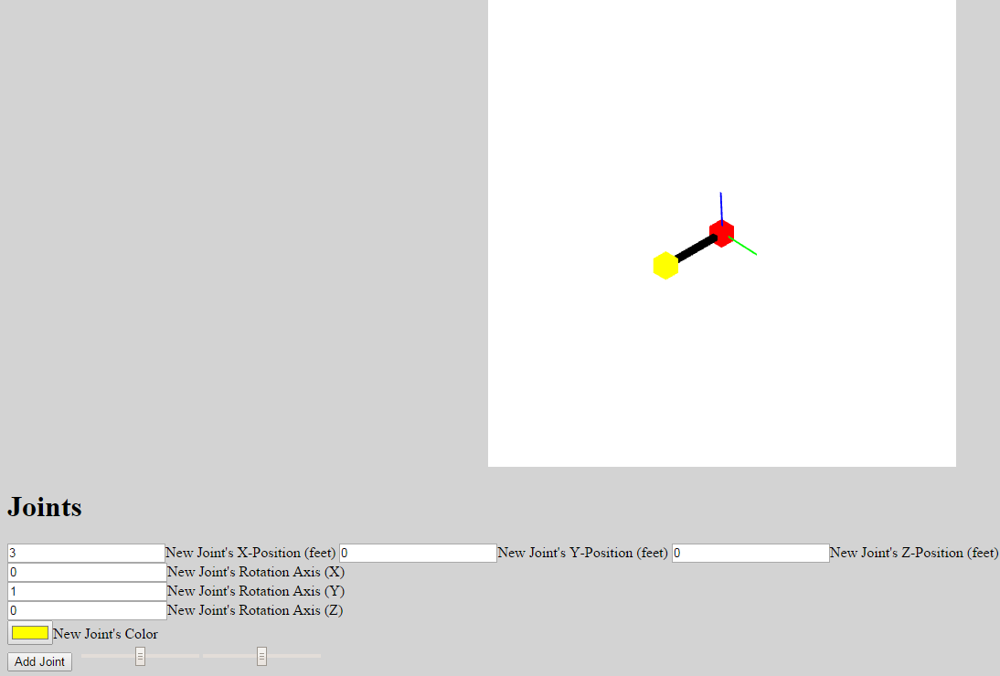 Joints
3 New Joint's X-Position (feet) 0 New Joint's Y-Position (feet) 0 New Joint's Z-Position (feet)
0 New Joint's Rotation Axis (X)
1 New Joint's Rotation Axis (Y)
0 New Joint's Rotation Axis (Z)
New Joint's Color
Add Joint